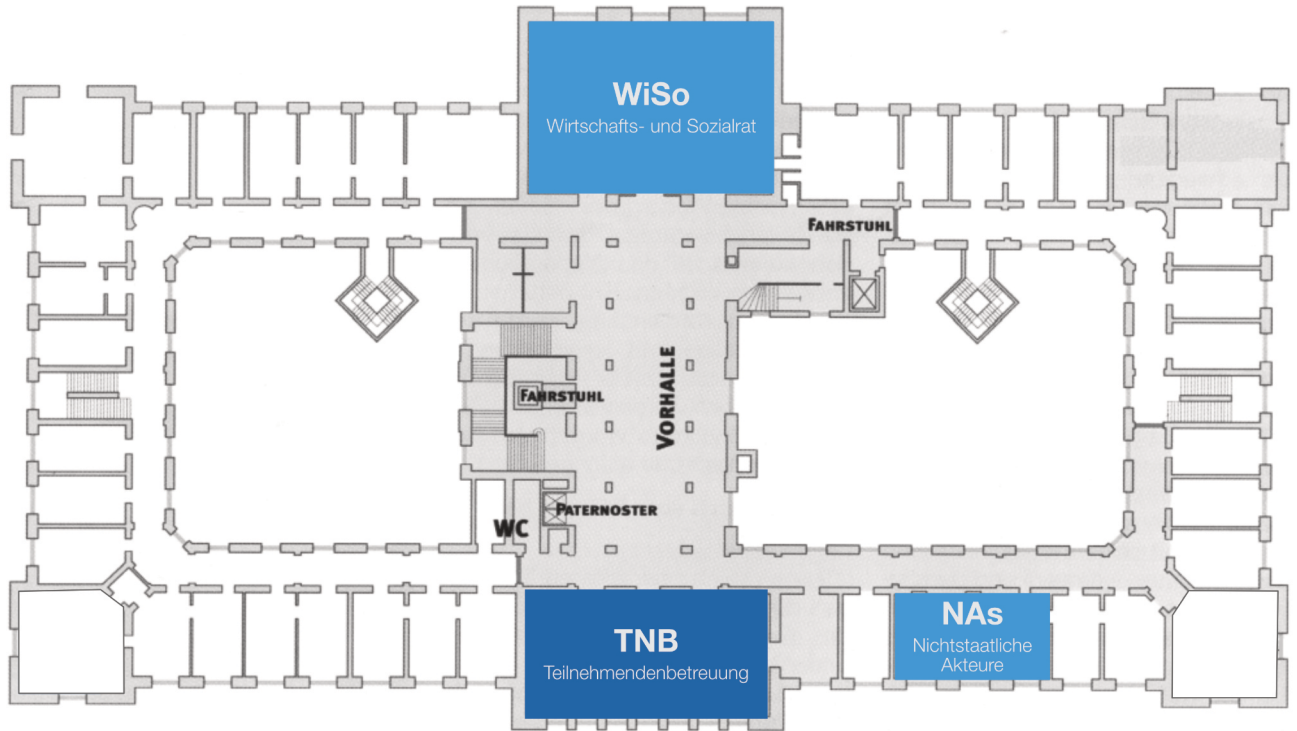 WiSo
Wirtschafts- und Sozialrat
FAHRSTUHL
VORHALLE
FAHRSTUHL
PATERNOSTER
WC
TNB
Teilnehmendenbetreuung
NAs
Nichtstaatliche
Akteure